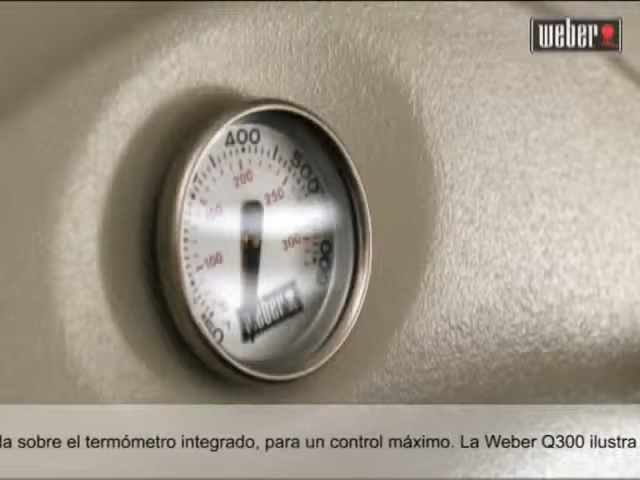 weber
400
500
200
250
300
100
600
weber
la sobre el termómetro integrado, para un control máximo. La Weber Q300 ilustra